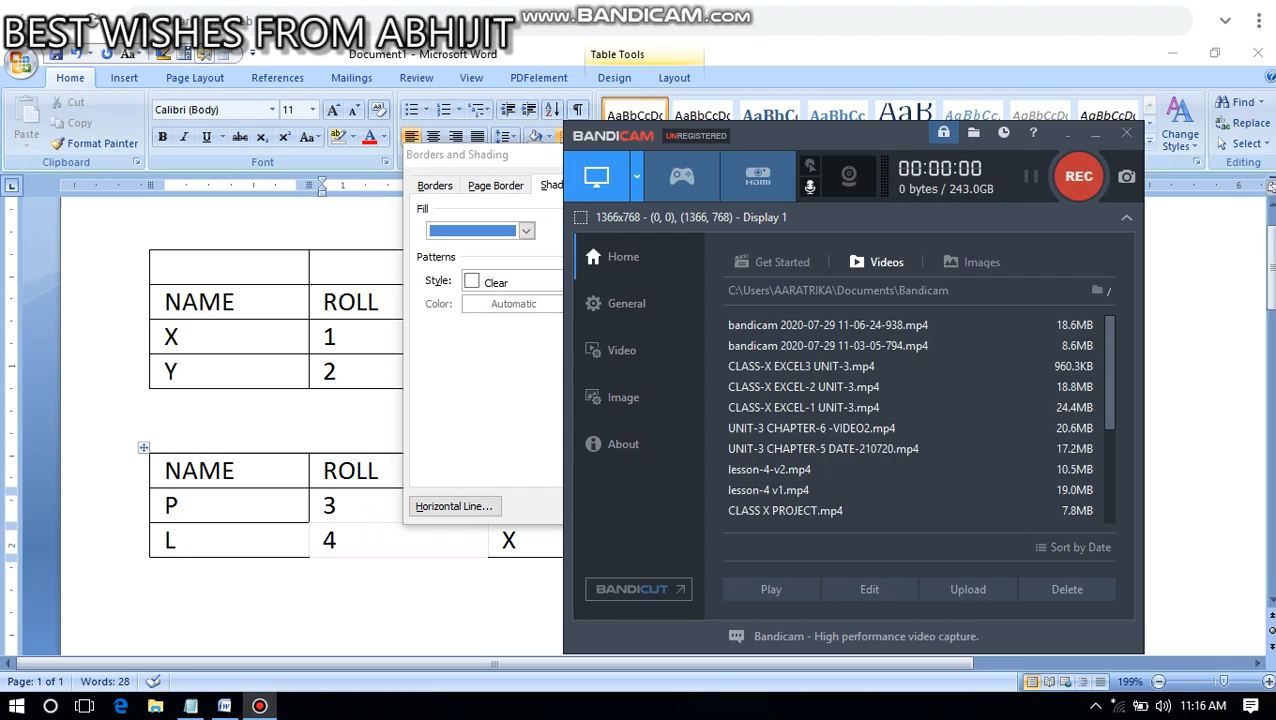 www.BANDICAM.com
BEST WISHES FROM ABHIJIT
Document1 - Microsoft Word
Table Tools
Home Insert Page Layout References Mailings Review View PDFelement Design Layout
Paste
Cut
Copy
Format Painter
Clipboard
Calibri (Body) 11
Font
AaBbCcDc AaBbCcDc AaBbC AaBbCc AaB AaBbCc. AaBbCcDc AaBbCcDc
Change Styles
Find
Replace
Select
Editing
Borders and Shading
Borders Page Border Shad
Fill
Patterns
Style: Clear
Color: Automatic
Horizontal Line...
NAME ROLL
X 1
Y 2
NAME ROLL
P 3
L 4 X
BANDICAM UNREGISTERED
HDMI
00:00:00
0 bytes / 243.0GB
REC
1366x768 - (0, 0), (1366, 768) - Display 1
Home
General
Video
Image
About
BANDICUT
Get Started Videos Images
C:\Users\AARATRIKA\Documents\Bandicam
bandicam 2020-07-29 11-06-24-938.mp4 18.6MB
bandicam 2020-07-29 11-03-05-794.mp4 8.6MB
CLASS-X EXCEL3 UNIT-3.mp4 960.3KB
CLASS-X EXCEL-2 UNIT-3.mp4 18.8MB
CLASS-X EXCEL-1 UNIT-3.mp4 24.4MB
UNIT-3 CHAPTER-6 -VIDEO2.mp4 20.6MB
UNIT-3 CHAPTER-5 DATE-210720.mp4 17.2MB
lesson-4-v2.mp4 10.5MB
lesson-4 v1.mp4 19.0MB
CLASS X PROJECT.mp4 7.8MB
Sort by Date
Play Edit Upload Delete
Bandicam - High performance video capture.
Page: 1 of 1 Words: 28 199%
11:16 AM